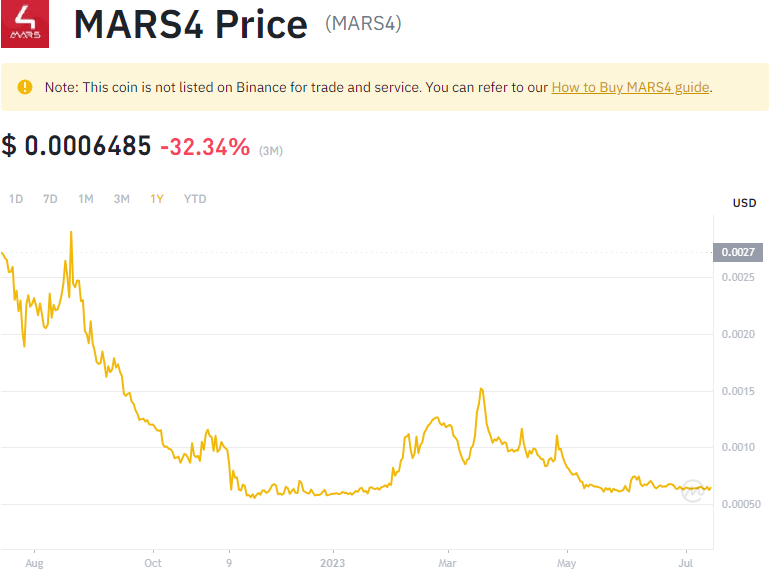 4
MARS
MARS4 Price (MARS4)
Note: This coin is not listed on Binance for trade and service. You can refer to our How to Buy MARS4 guide.
$ 0.0006485 -32.34% (3M)
1D 7D 1M 3M 1Y YTD
USD
0.0027
0.0025
0.0020
0.0015
0.0010
0.00050
Aug Oct 9 2023 Mar May Jul